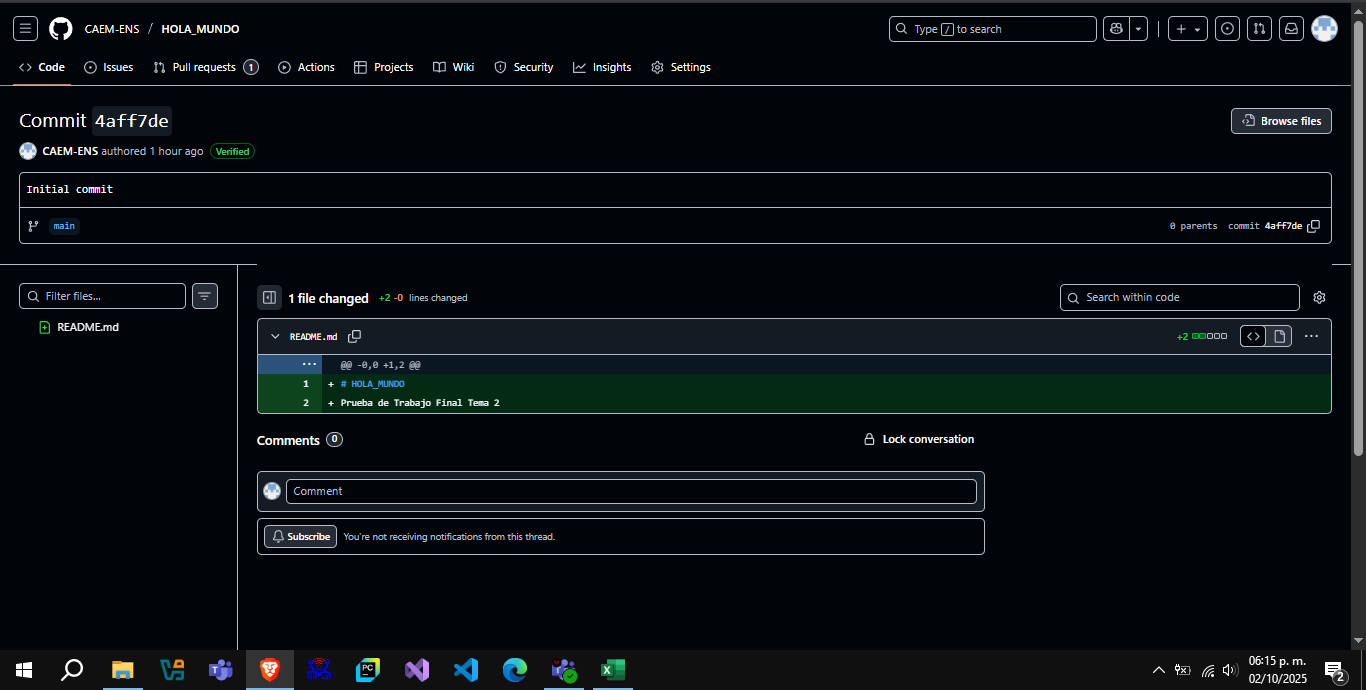 CAEM-ENS / HOLA_MUNDO
Type / to search
Code
Issues
Pull requests 1
Actions
Projects
Wiki
Security
Insights
Settings
Commit 4aff7de
Browse files
CAEM-ENS authored 1 hour ago Verified
Initial commit
main
0 parents commit 4aff7de
Filter files...
README.md
1 file changed +2 -0 lines changed
Search within code
README.md
+2
@@ -0,0 +1,2 @@
1 + # HOLA_MUNDO
2 + Prueba de Trabajo Final Tema 2
Comments 0
Lock conversation
Comment
Subscribe You're not receiving notifications from this thread.
06:15 p. m.
02/10/2025
2